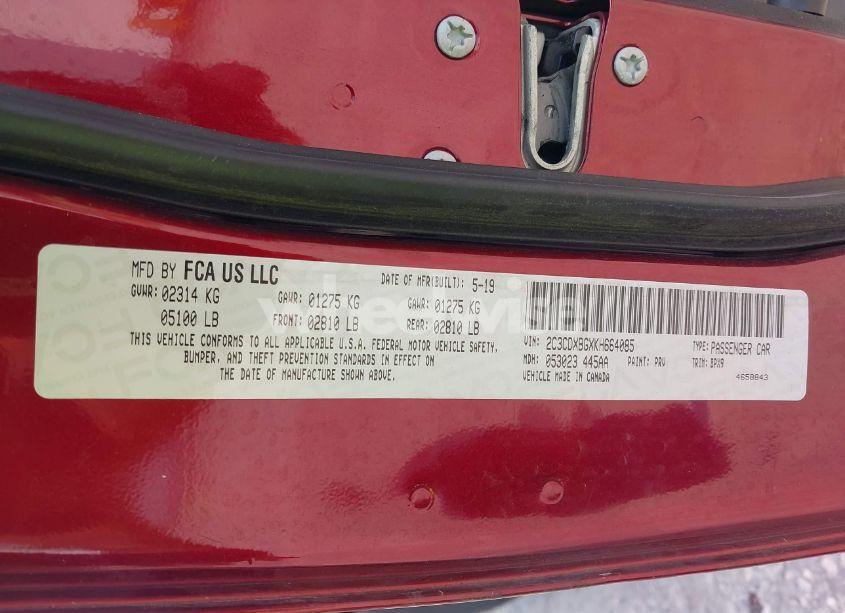 MFD BY FCA US LLC
DATE OF MFR(BUILT): 5-19
GVWR: 02314 KG
GAWR: 01275 KG
GAWR: 01275 KG
05100 LB
FRONT: 02810 LB
REAR: 02810 LB
THIS VEHICLE CONFORMS TO ALL APPLICABLE U.S.A. FEDERAL MOTOR VEHICLE SAFETY,
BUMPER, AND THEFT PREVENTION STANDARDS IN EFFECT ON
THE DATE OF MANUFACTURE SHOWN ABOVE.
VIN: 2C3CDXBGXKH664085
TYPE: PASSENGER CAR
MDH: 053023 445AA
PAINT: PRV
TRIM: BPX9
VEHICLE MADE IN CANADA
4658843